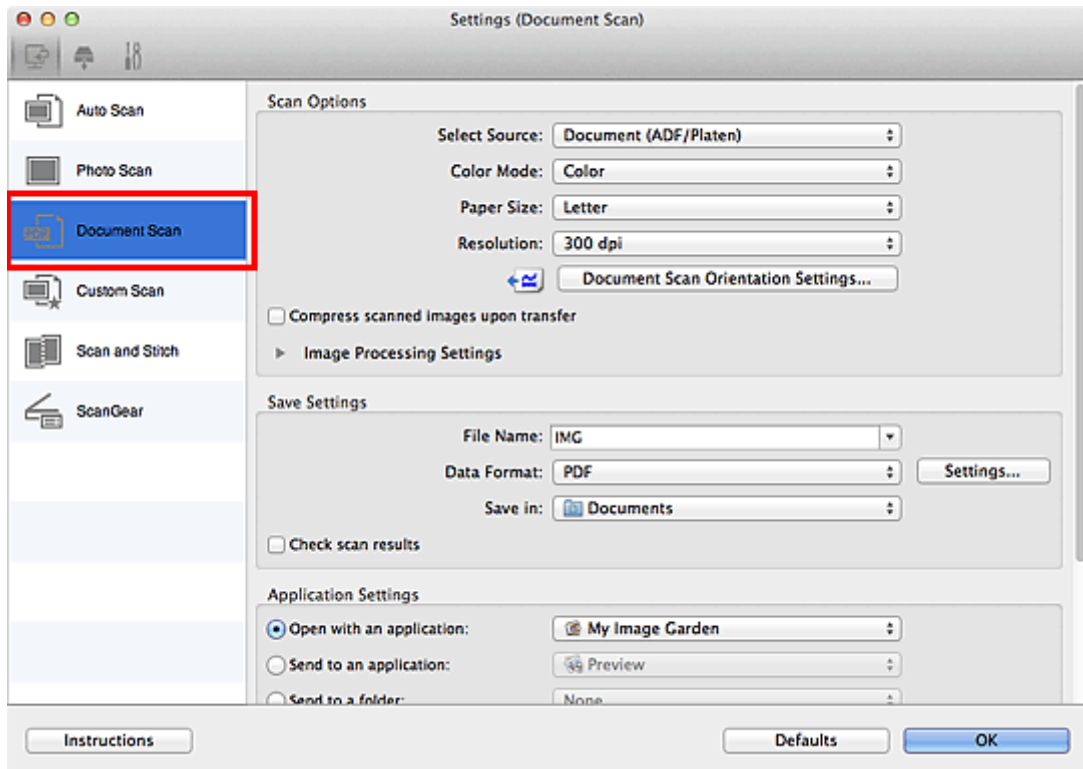 Settings (Document Scan)
Auto Scan
Photo Scan
PDF
Document Scan
Custom Scan
Scan and Stitch
ScanGear
Scan Options
Select Source: Document (ADF/Platen)
Color Mode: Color
Paper Size: Letter
Resolution: 300 dpi
Document Scan Orientation Settings...
Compress scanned images upon transfer
Image Processing Settings
Save Settings
File Name: IMG
Data Format: PDF Settings...
Save in: Documents
Check scan results
Application Settings
Open with an application: My Image Garden
Send to an application: Preview
Send to a folder: None
Instructions Defaults OK